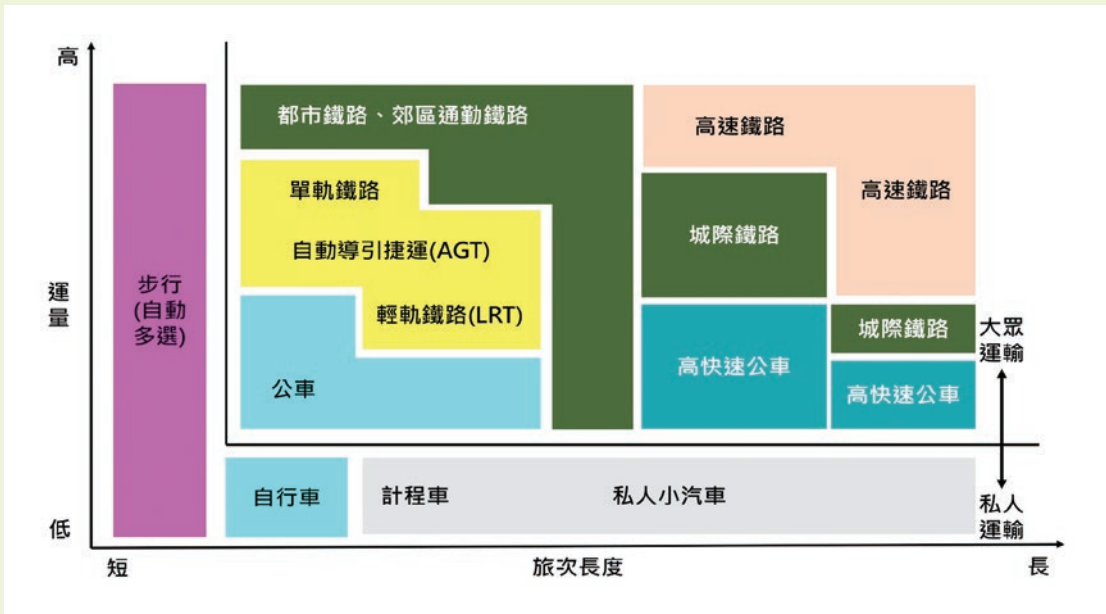 高
都市鐵路、郊區通勤鐵路
高速鐵路
單軌鐵路
高速鐵路
自動導引捷運(AGT)
城際鐵路
步行
(自動
多選)
運
量
輕軌鐵路(LRT)
城際鐵路
大眾
運輸
公車
高快速公車
高快速公車
自行車
計程車
私人小汽車
私人
運輸
低
短
旅次長度
長